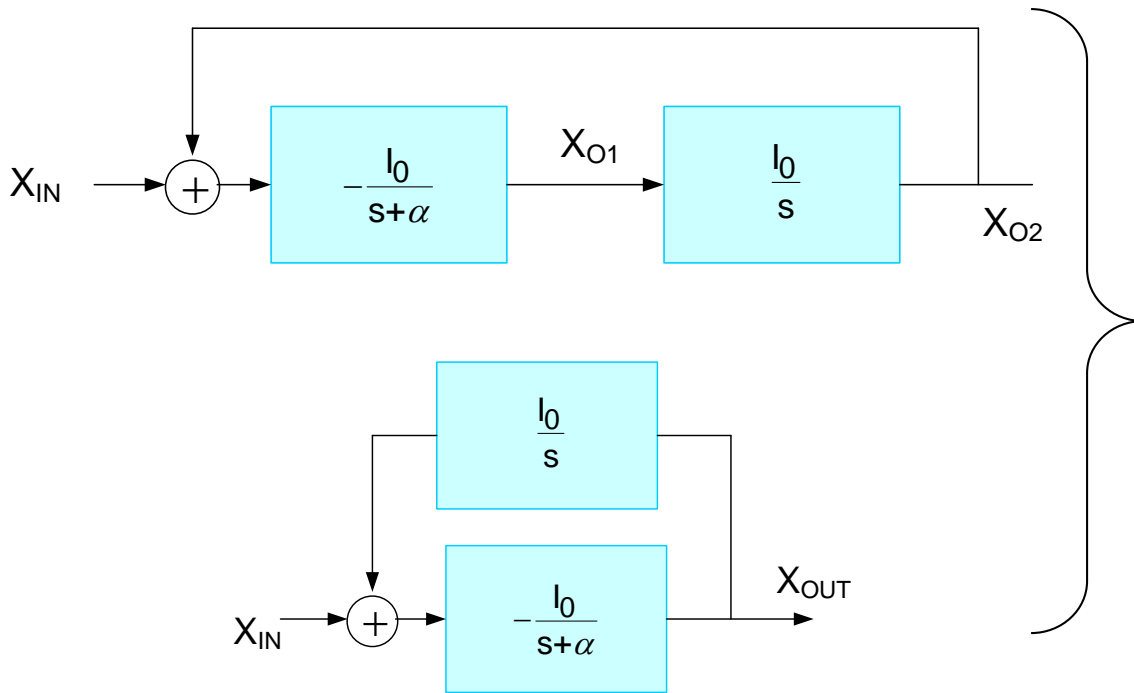 X_IN
+
-I_0/(s+α)
X_O1
I_0/s
X_O2
I_0/s
X_IN
+
-I_0/(s+α)
X_OUT